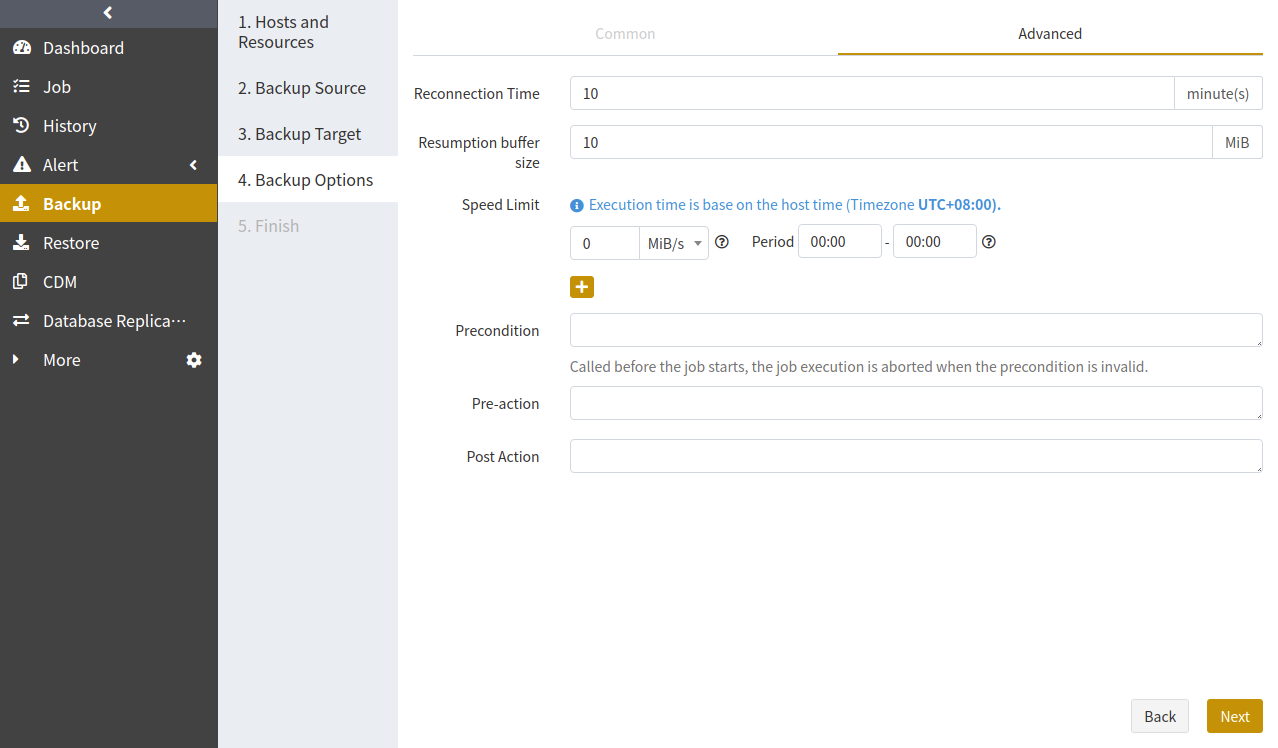 Dashboard
Job
History
Alert
Backup
Restore
CDM
Database Replica···
More
1. Hosts and
Resources
2. Backup Source
3. Backup Target
4. Backup Options
5. Finish
Common
Advanced
Reconnection Time
10
minute(s)
Resumption buffer
size
10
MiB
Speed Limit
Execution time is base on the host time (Timezone UTC+08:00).
0
MiB/s
Period
00:00
-
00:00
Precondition
Called before the job starts, the job execution is aborted when the precondition is invalid.
Pre-action
Post Action
Back
Next